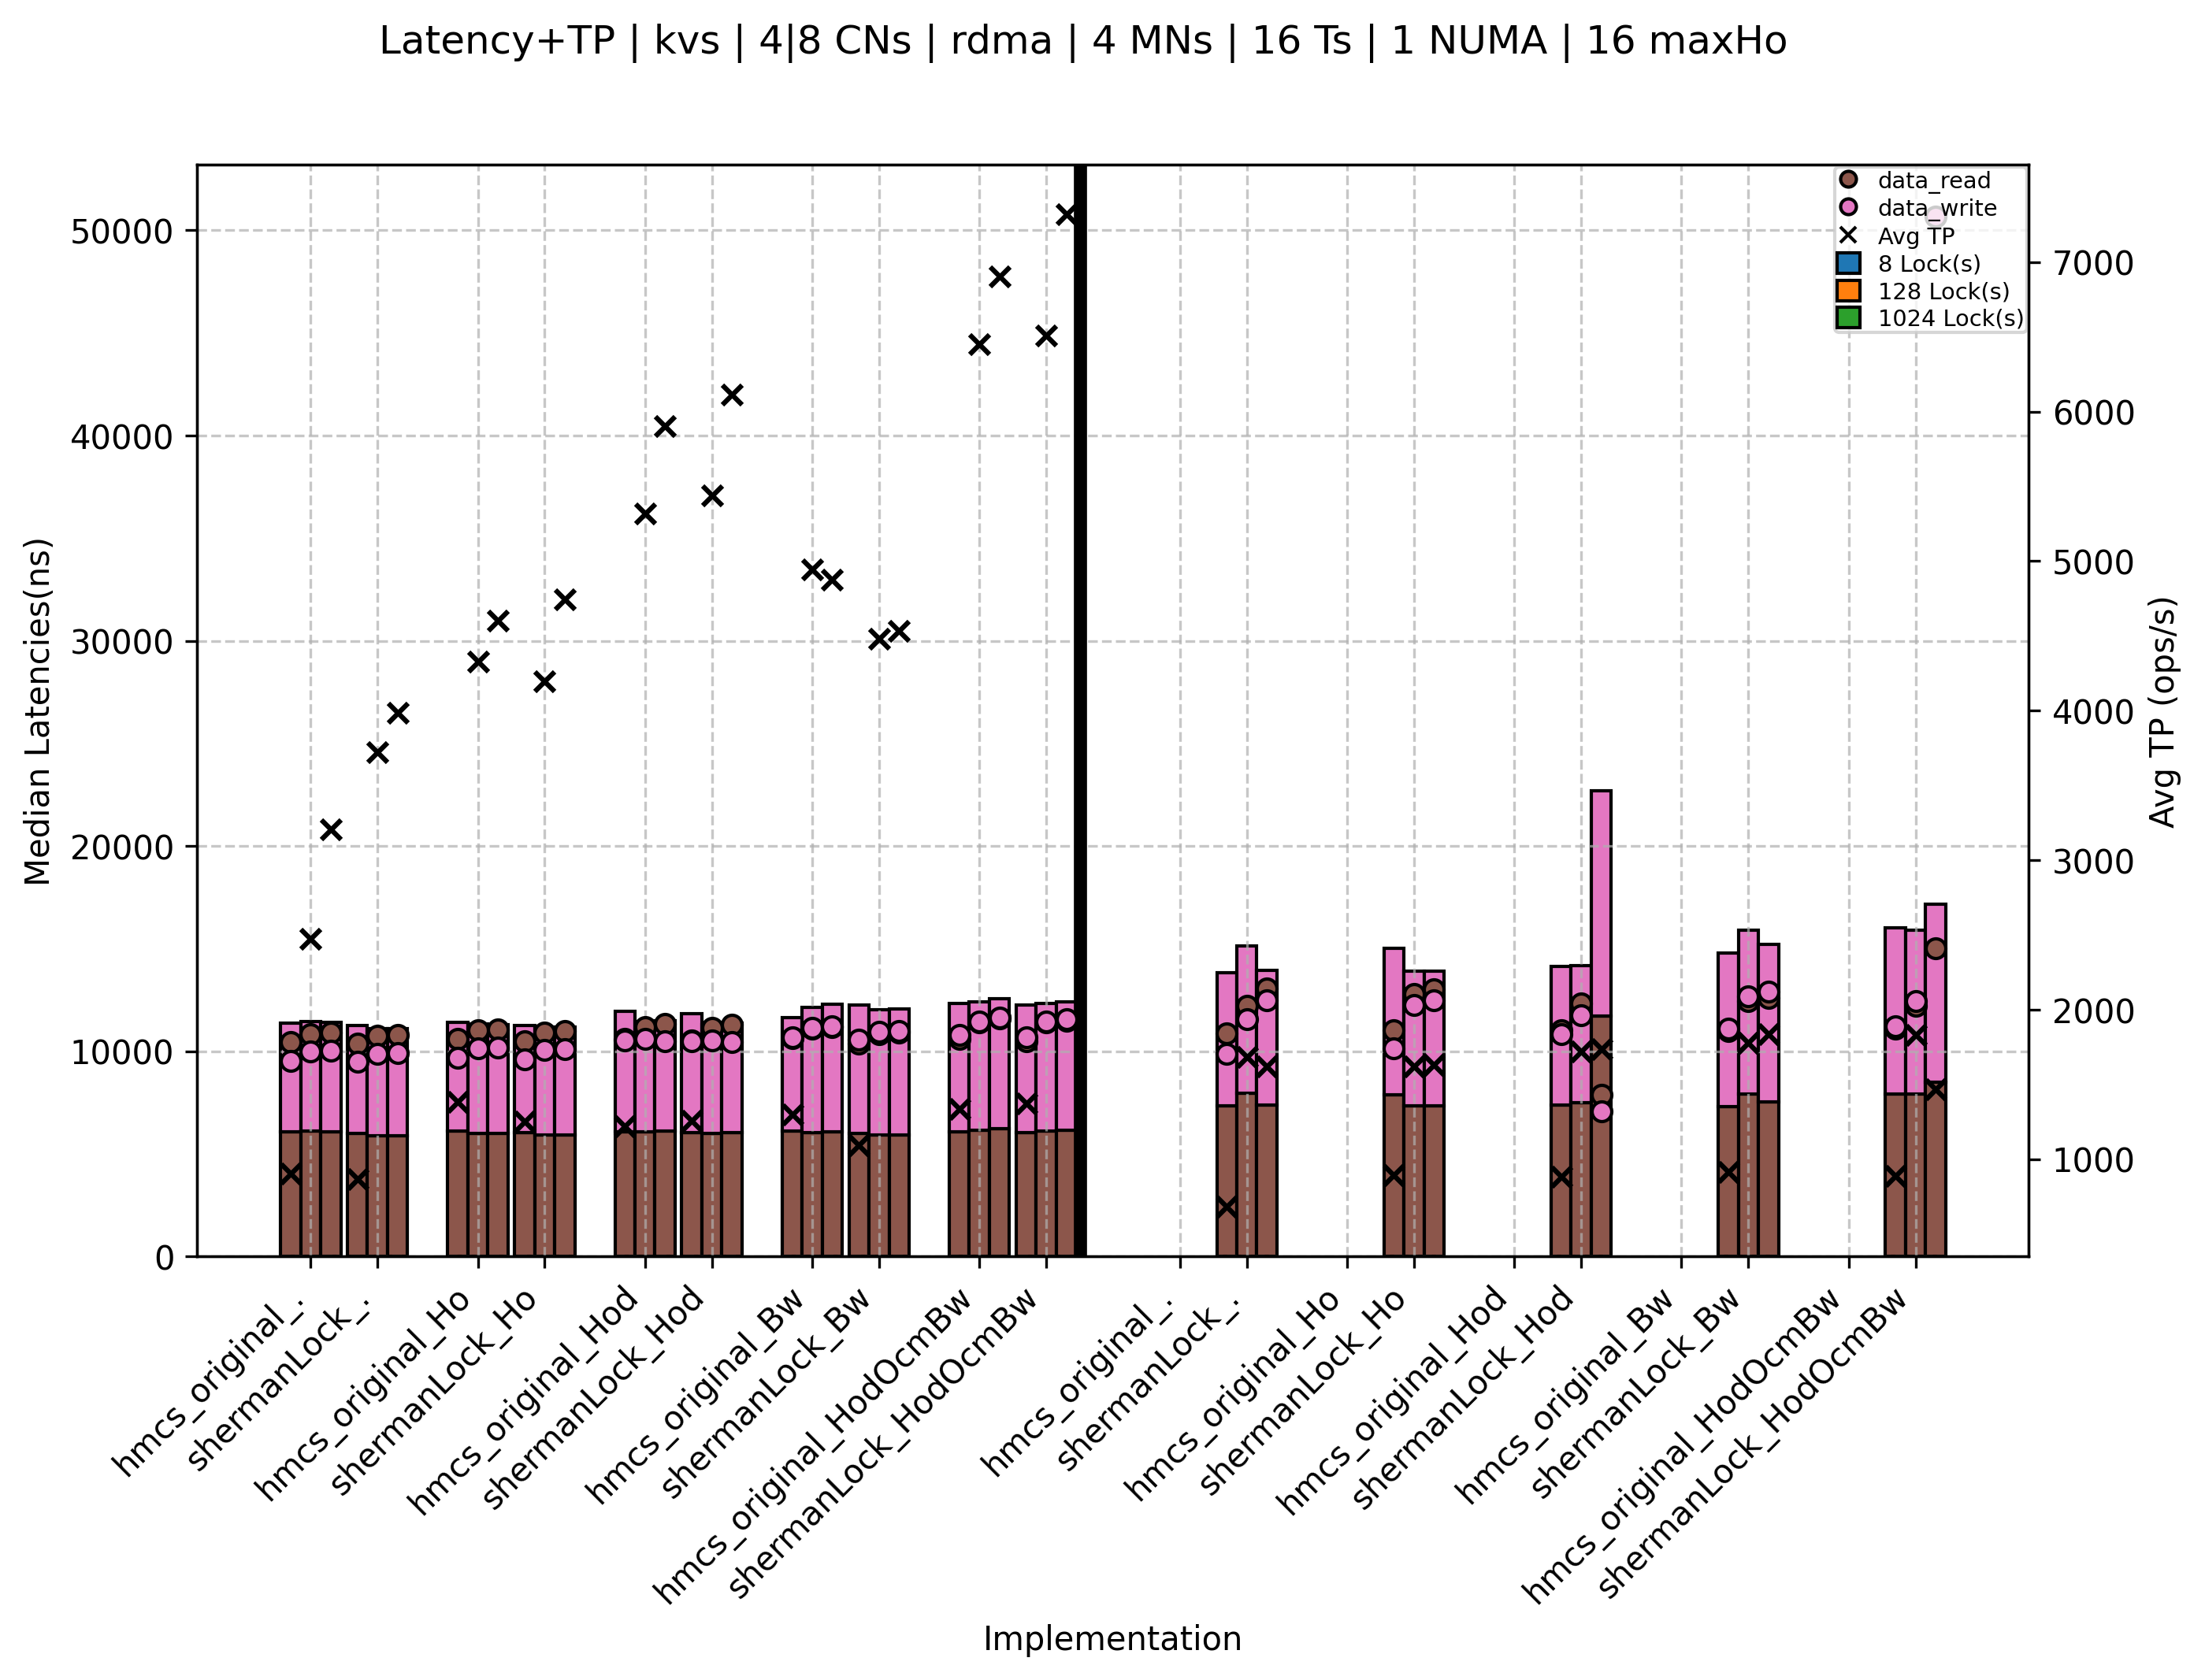 Latency+TP | kvs | 4|8 CNs | rdma | 4 MNs | 16 Ts | 1 NUMA | 16 maxHo
data_read
data_write
Avg TP
8 Lock(s)
128 Lock(s)
1024 Lock(s)
Median Latencies(ns)
50000
40000
30000
20000
10000
0
Avg TP (ops/s)
7000
6000
5000
4000
3000
2000
1000
hmcs_original_.
shermanLock_.
hmcs_original_Ho
shermanLock_Ho
hmcs_original_Hod
shermanLock_Hod
hmcs_original_Bw
shermanLock_Bw
hmcs_original_HodOcmBw
shermanLock_HodOcmBw
hmcs_original_.
shermanLock_.
hmcs_original_Ho
shermanLock_Ho
hmcs_original_Hod
shermanLock_Hod
hmcs_original_Bw
shermanLock_Bw
hmcs_original_HodOcmBw
shermanLock_HodOcmBw
Implementation